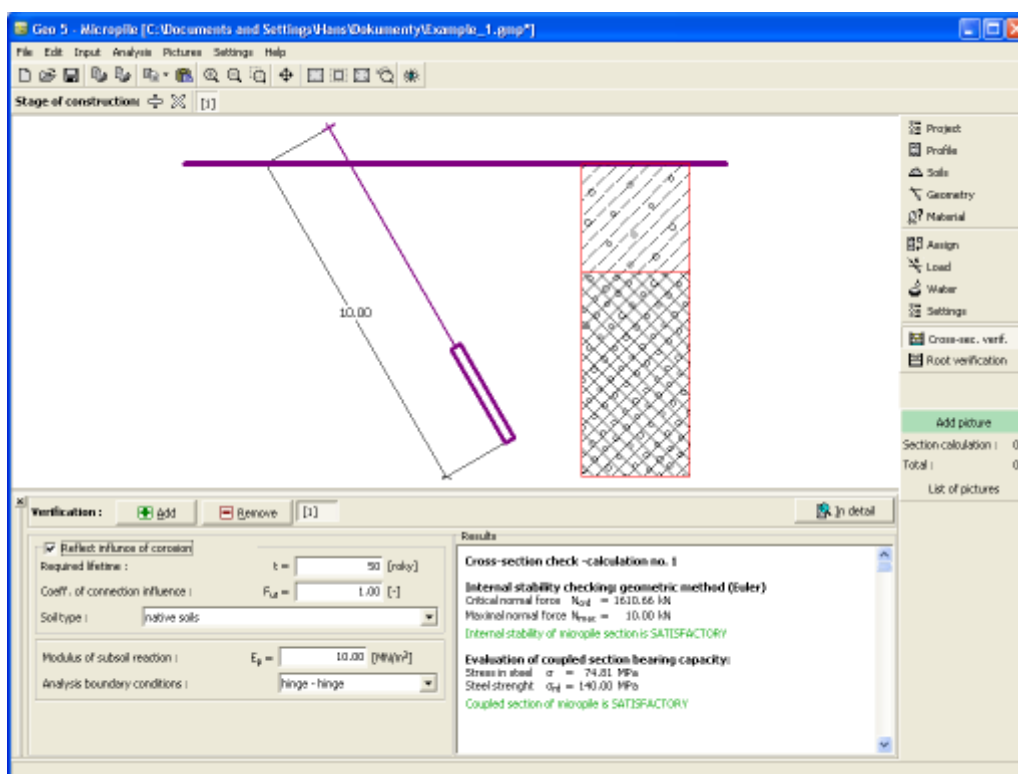 Geo 5 - Micropile [C:\Documents and Settings\Hans\Dokumenty\Example_1.gmp*]
File Edit Input Analysis Pictures Settings Help
Stage of construction: [1]
10.00
Project
Profile
Soils
Geometry
Material
Assign
Load
Water
Settings
Cross-sec. verif.
Root verification
Add picture
Section calculation : 0
Total : 0
List of pictures
Verification : Add Remove [1] In detail
Reflect influnce of corosion
Required lifetime : t = 50 [roky]
Coeff. of connection influence : Fut = 1.00 [-]
Soil type : native soils
Modulus of subsoil reaction : Ep = 10.00 [MN/m³]
Analysis boundary conditions : hinge - hinge
Results
Cross-section check -calculation no. 1
Internal stability checking: geometric method (Euler)
Critical normal force Ncrd = 1610.66 kN
Maximal normal force Nmax = 10.00 kN
Internal stability of micropile section is SATISFACTORY
Evaluation of coupled section bearing capacity:
Stress in steel σ = 74.81 MPa
Steel strenght = 140.00 MPa
Coupled section of micropile is SATISFACTORY